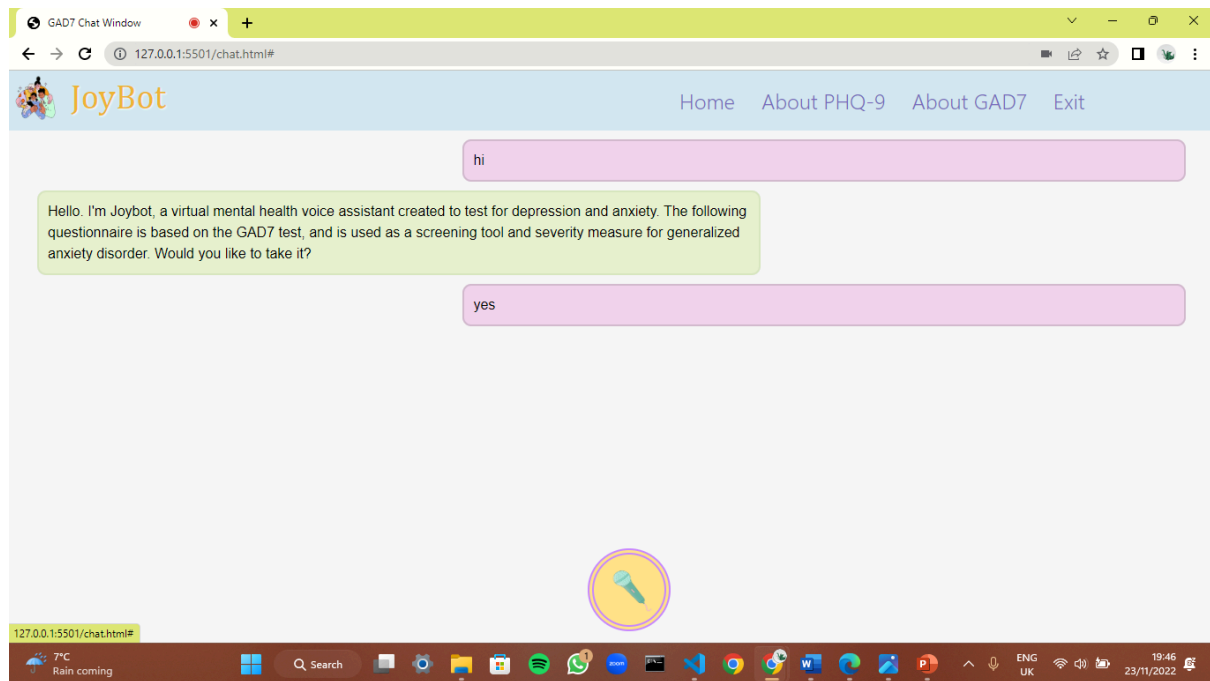 GAD7 Chat Window
127.0.0.1:5501/chat.html#
JoyBot
Home About PHQ-9 About GAD7 Exit
hi
Hello. I'm Joybot, a virtual mental health voice assistant created to test for depression and anxiety. The following
questionnaire is based on the GAD7 test, and is used as a screening tool and severity measure for generalized
anxiety disorder. Would you like to take it?
yes
127.0.0.1:5501/chat.html#
7°C
Rain coming
Search
1
zoom
W
P
ENG
UK
19:46
23/11/2022